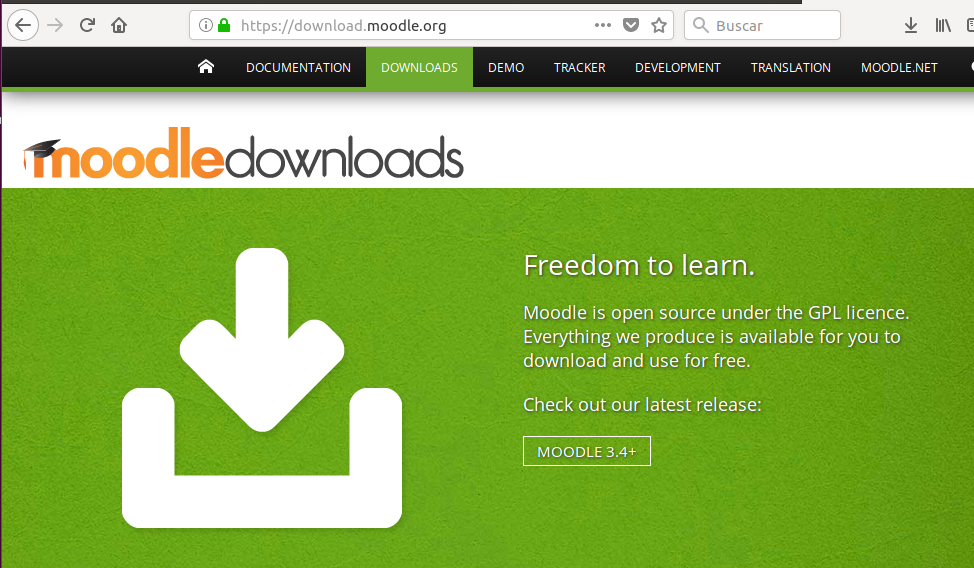 https://download.moodle.org
Buscar
DOCUMENTATION DOWNLOADS DEMO TRACKER DEVELOPMENT TRANSLATION MOODLE.NET
moodledownloads
Freedom to learn.
Moodle is open source under the GPL licence.
Everything we produce is available for you to
download and use for free.
Check out our latest release:
MOODLE 3.4+